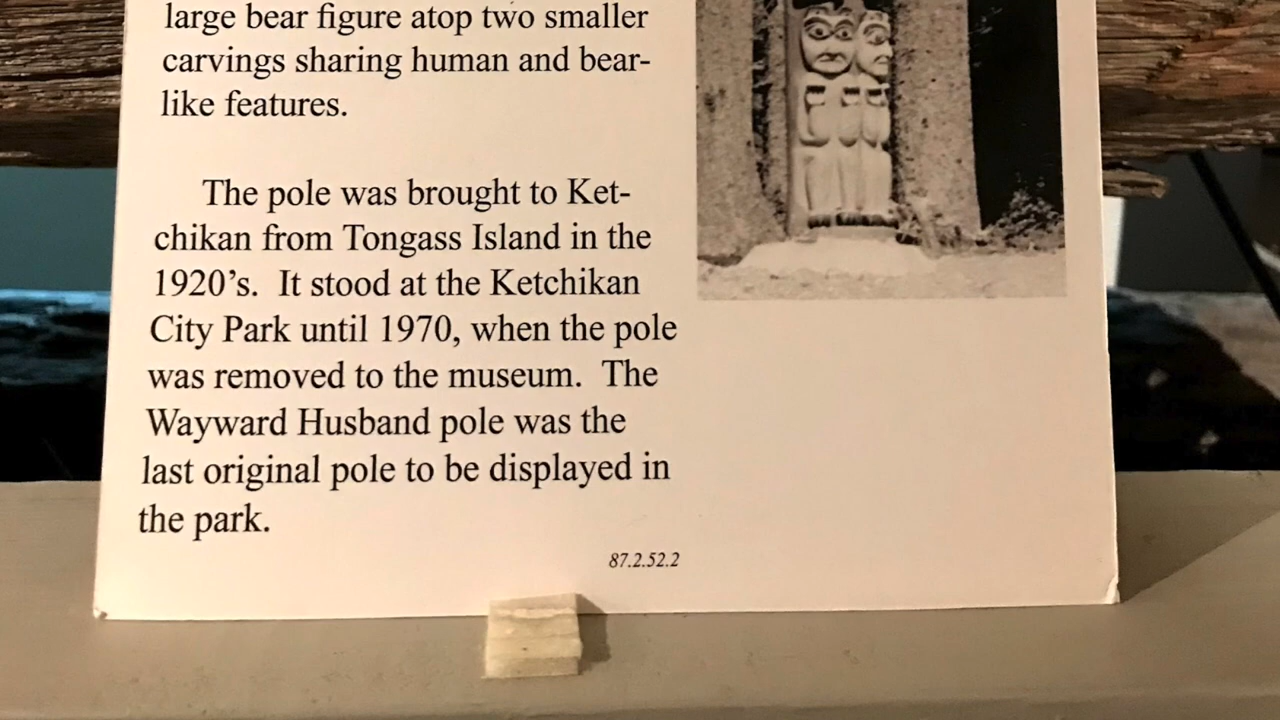 large bear figure atop two smaller
carvings sharing human and bear-
like features.
The pole was brought to Ket-
chikan from Tongass Island in the
1920's. It stood at the Ketchikan
City Park until 1970, when the pole
was removed to the museum. The
Wayward Husband pole was the
last original pole to be displayed in
the park.
87.2.52.2